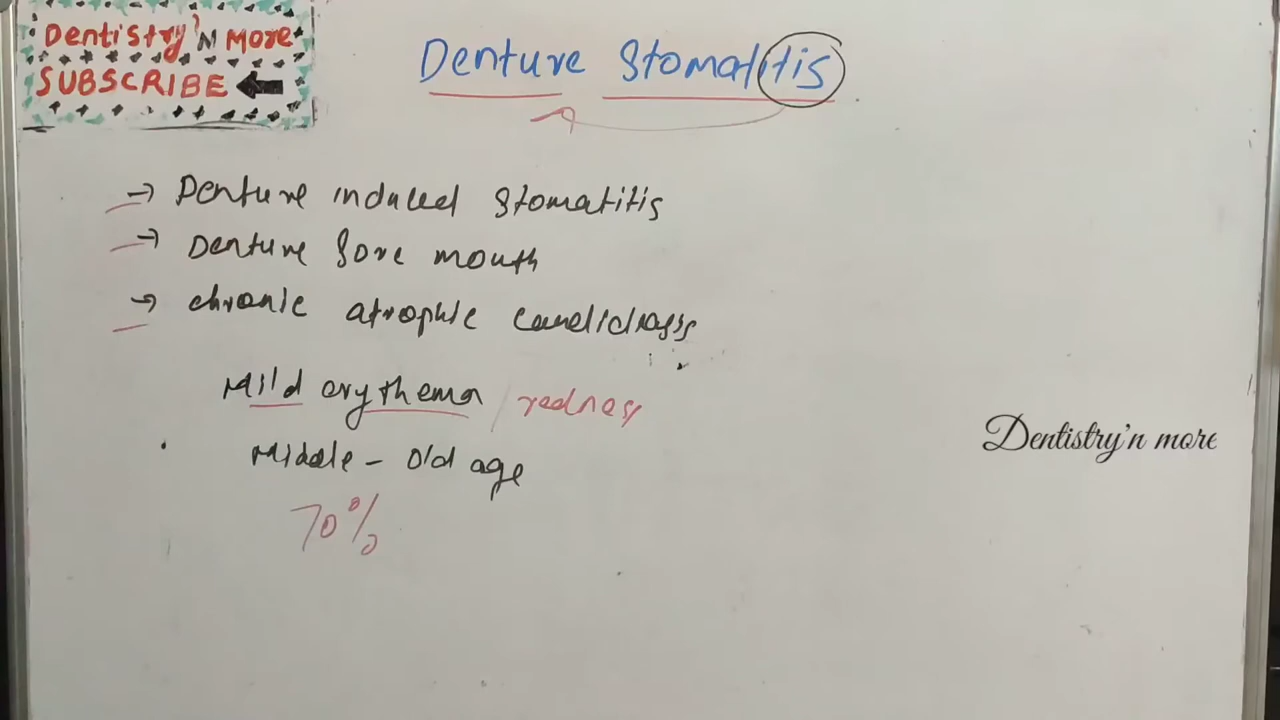 Dentistry'N MORE
SUBSCRIBE
Denture Stomatitis
→ Denture induced Stomatitis
→ Denture Sore mouth
→ chronic atrophic candidiasis
Mild erythema / redness
Middle - Old age
70%
Dentistry'n more